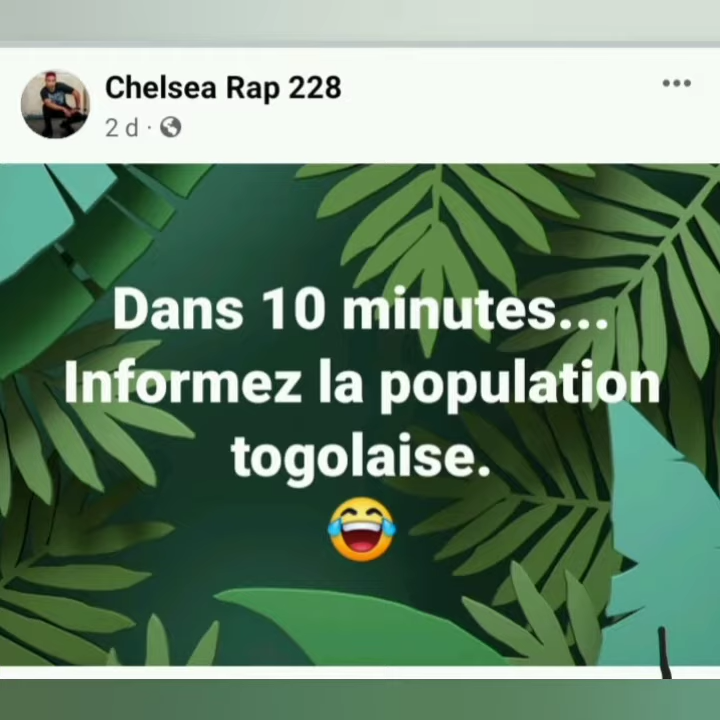 Chelsea Rap 228
2 d ·
Dans 10 minutes...
Informez la population
togolaise.